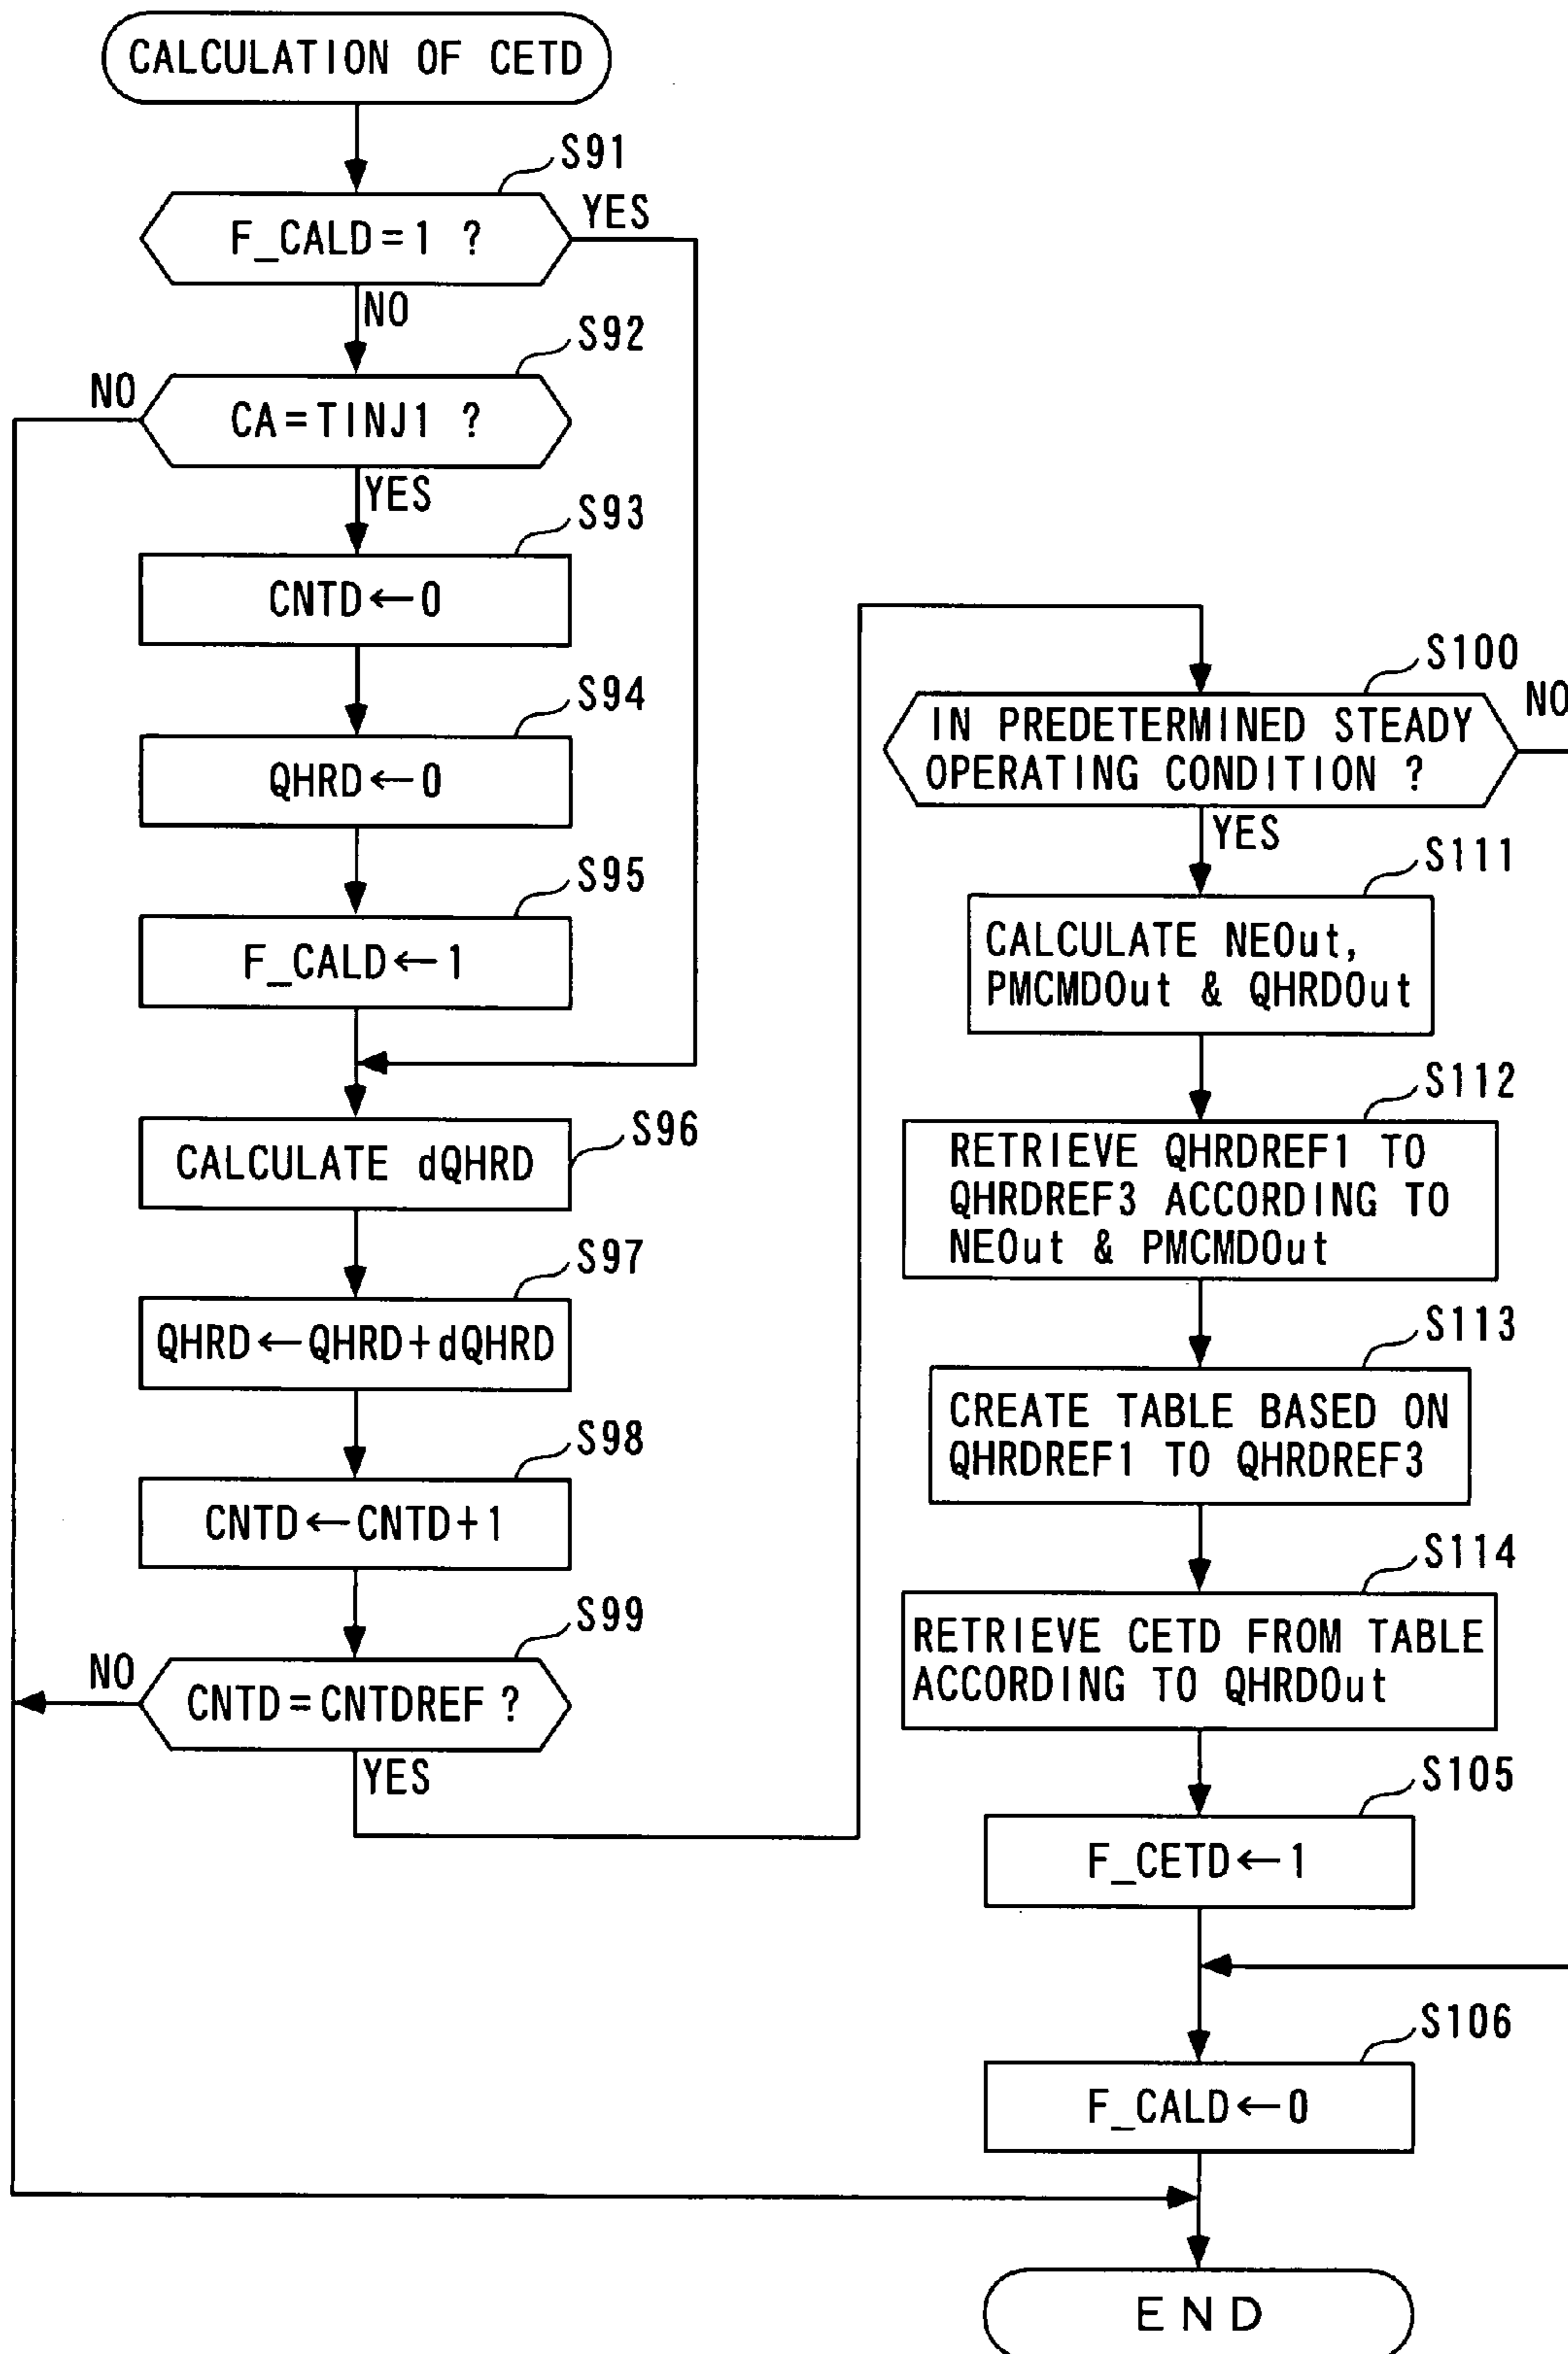 CALCULATION OF CETD
S91
F_CALD=1 ?
YES
NO
S92
NO
CA=TINJ1 ?
YES
S93
CNTD←0
S94
QHRD←0
S95
F_CALD←1
S96
CALCULATE dQHRD
S97
QHRD←QHRD+dQHRD
S98
CNTD←CNTD+1
S99
NO
CNTD=CNTDREF ?
YES
S100
NO
IN PREDETERMINED STEADY
OPERATING CONDITION ?
YES
S111
CALCULATE NEOut,
PMCMDOut & QHRDOut
S112
RETRIEVE QHRDREF1 TO
QHRDREF3 ACCORDING TO
NEOut & PMCMDOut
S113
CREATE TABLE BASED ON
QHRDREF1 TO QHRDREF3
S114
RETRIEVE CETD FROM TABLE
ACCORDING TO QHRDOut
S105
F_CETD←1
S106
F_CALD←0
END